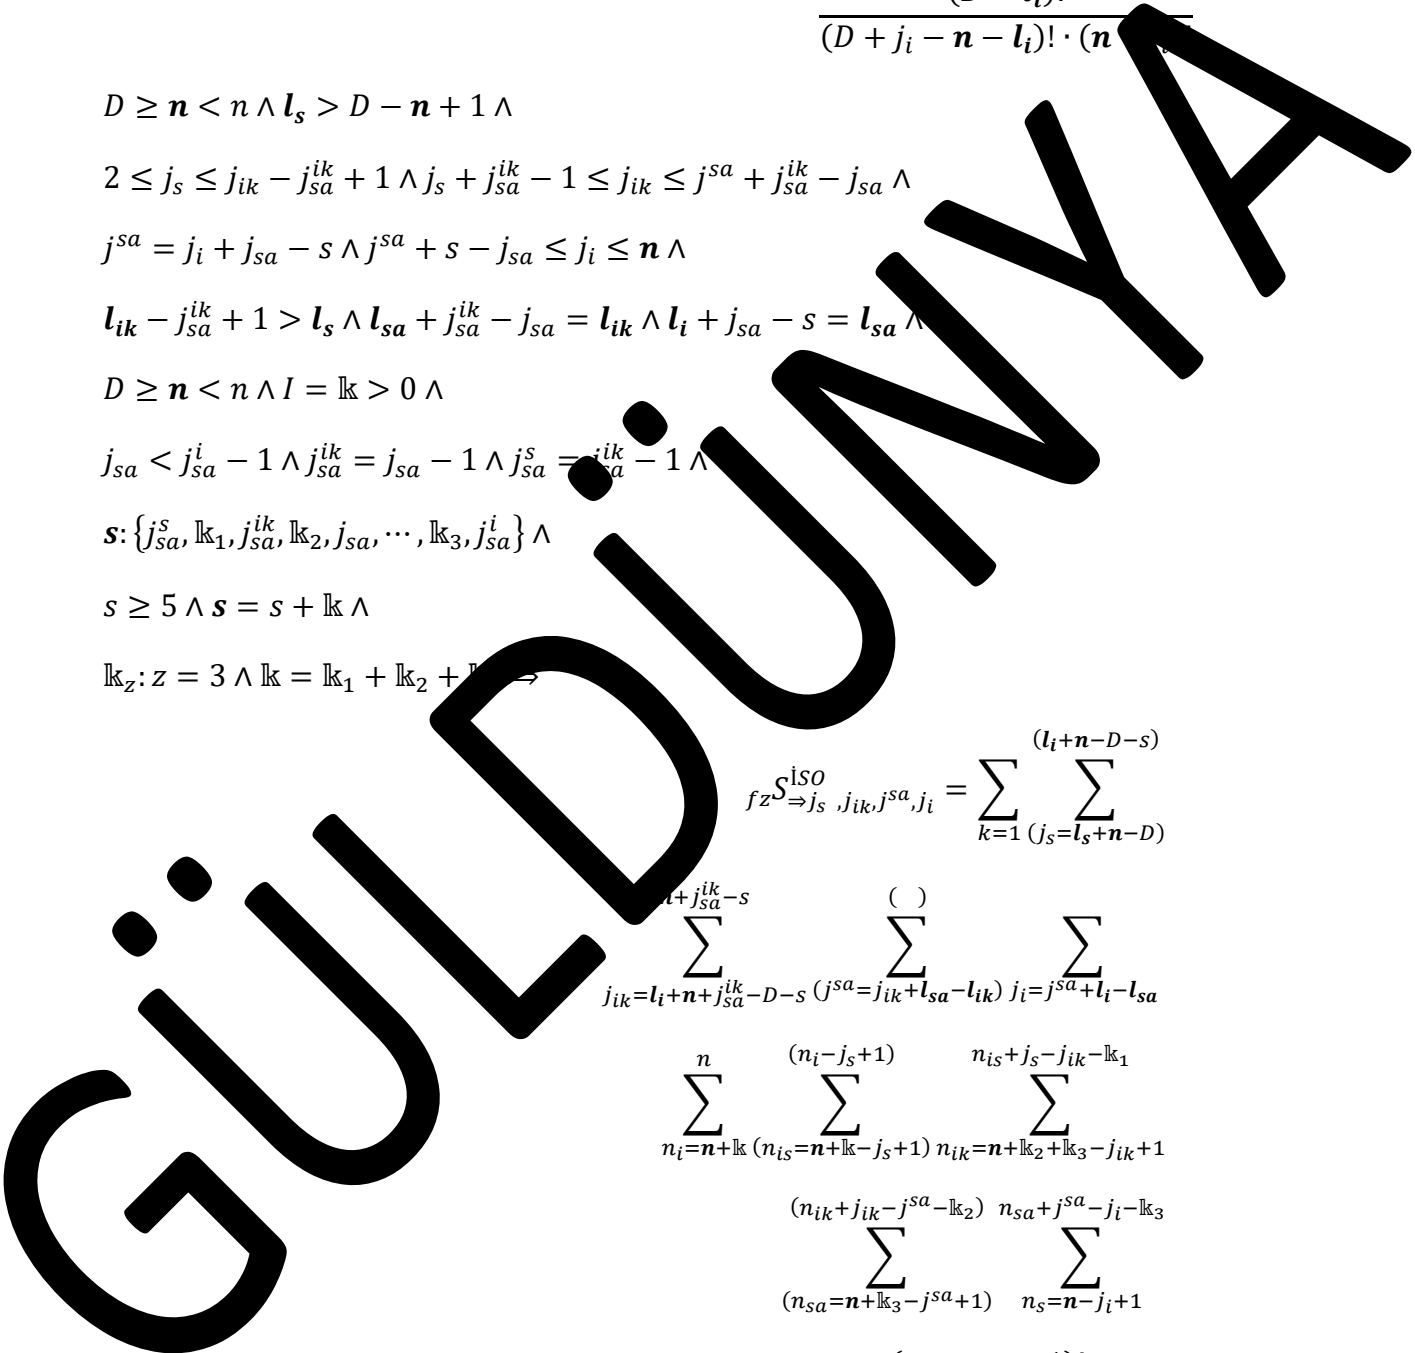 (D + j_i − n − l_i)! · (n
D ≥ n < n ∧ l_s > D − n + 1 ∧
2 ≤ j_s ≤ j_ik − j_sa^ik + 1 ∧ j_s + j_sa^ik − 1 ≤ j_ik ≤ j^sa + j_sa^ik − j_sa ∧
j^sa = j_i + j_sa − s ∧ j^sa + s − j_sa ≤ j_i ≤ n ∧
l_ik − j_sa^ik + 1 > l_s ∧ l_sa + j_sa^ik − j_sa = l_ik ∧ l_i + j_sa − s = l_sa ∧
D ≥ n < n ∧ I = 𝕜 > 0 ∧
j_sa < j_sa^i − 1 ∧ j_sa^ik = j_sa − 1 ∧ j_sa^s = j_sa^ik − 1 ∧
s: {j_sa^s, 𝕜_1, j_sa^ik, 𝕜_2, j_sa, ⋯ , 𝕜_3, j_sa^i} ∧
s ≥ 5 ∧ s = s + 𝕜 ∧
𝕜_z: z = 3 ∧ 𝕜 = 𝕜_1 + 𝕜_2 + ⇒
(l_i+n−D−s)
fz S^İSO_⇒j_s ,j_ik,j^sa,j_i = ∑ ∑
k=1 (j_s=l_s+n−D)
n+j_sa^ik−s ( )
∑ ∑ ∑
j_ik=l_i+n+j_sa^ik−D−s (j^sa=j_ik+l_sa−l_ik) j_i=j^sa+l_i−l_sa
n (n_i−j_s+1) n_is+j_s−j_ik−𝕜_1
∑ ∑ ∑
n_i=n+𝕜 (n_is=n+𝕜−j_s+1) n_ik=n+𝕜_2+𝕜_3−j_ik+1
(n_ik+j_ik−j^sa−𝕜_2) n_sa+j^sa−j_i−𝕜_3
∑ ∑
(n_sa=n+𝕜_3−j^sa+1) n_s=n−j_i+1
GÜLDÜNYA